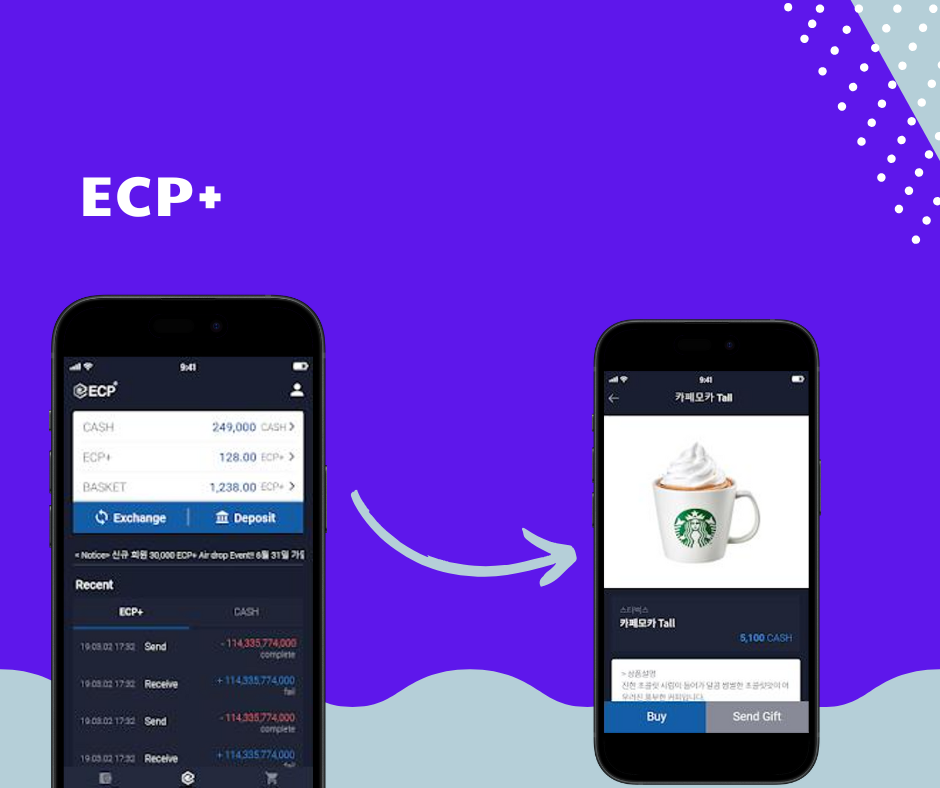 ECP+
9:41
ECP+
CASH 249,000 CASH >
ECP+ 128.00 ECP+ >
BASKET 1,238.00 ECP+ >
Exchange
Deposit
< Notice> 신규 회원 30,000 ECP+ Air drop Event!! 6월 31일 가입
Recent
ECP+ CASH
19.03.02 17:32 Send - 114,335,774,000
complete
19.03.02 17:32 Receive + 114,335,774,000
fail
19.03.02 17:32 Send - 114,335,774,000
complete
19.03.02 17:32 Receive + 114,335,774,000
9:41
카페모카 Tall
스타벅스
카페모카 Tall
5,100 CASH
> 상품설명
진한 초콜릿 시럽이 들어가 달콤 쌉쌀한 초콜릿맛이 어
우러진 풍부한 커피입니다.
Buy
Send Gift